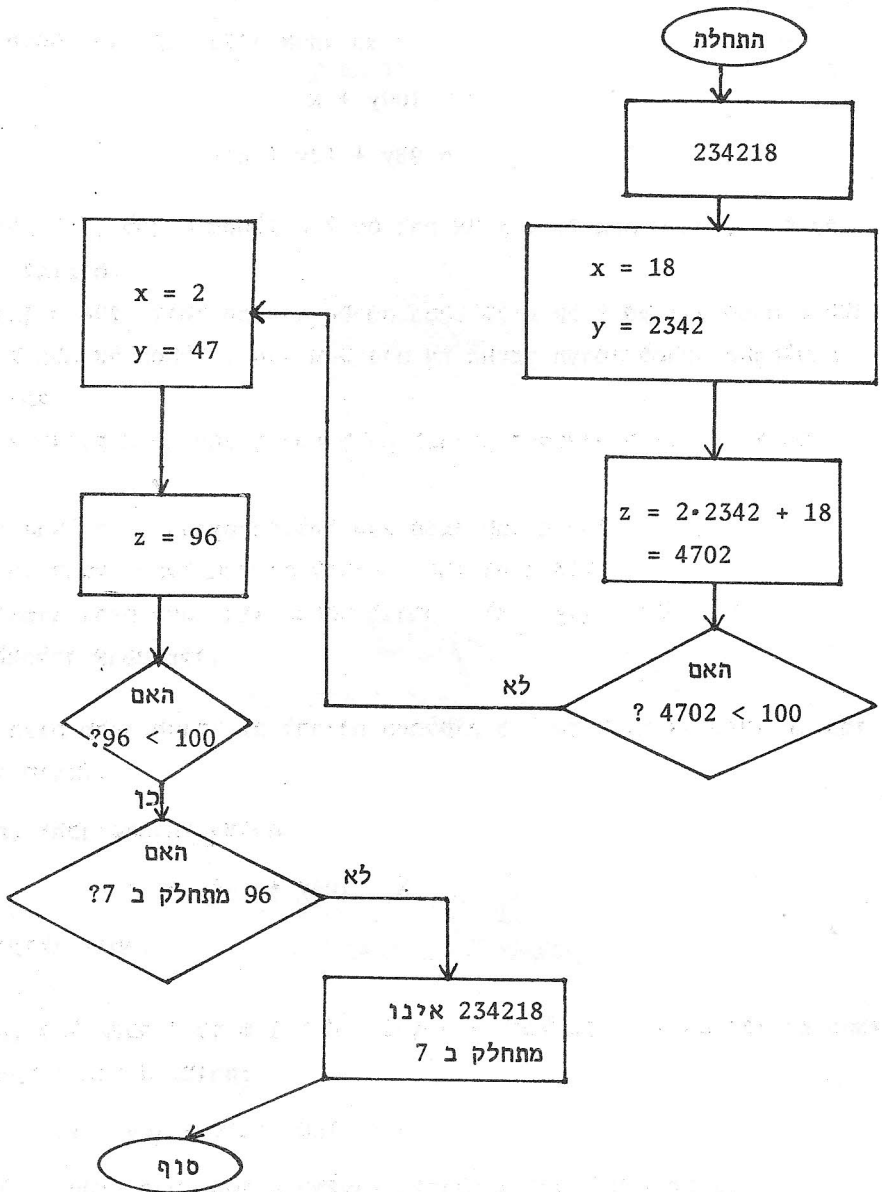 התחלה
234218
x = 18
y = 2342
z = 2·2342 + 18
= 4702
האם
? 4702 < 100
לא
x = 2
y = 47
z = 96
האם
?96 < 100
כן
האם
96 מתחלק ב 7?
לא
234218 אינו
מתחלק ב 7
סוף